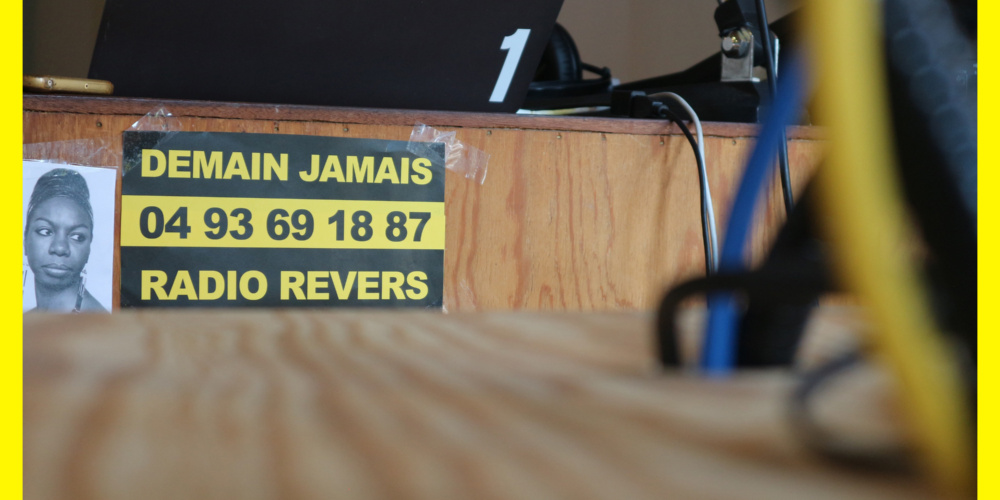 1
DEMAIN JAMAIS
04 93 69 18 87
RADIO REVERS